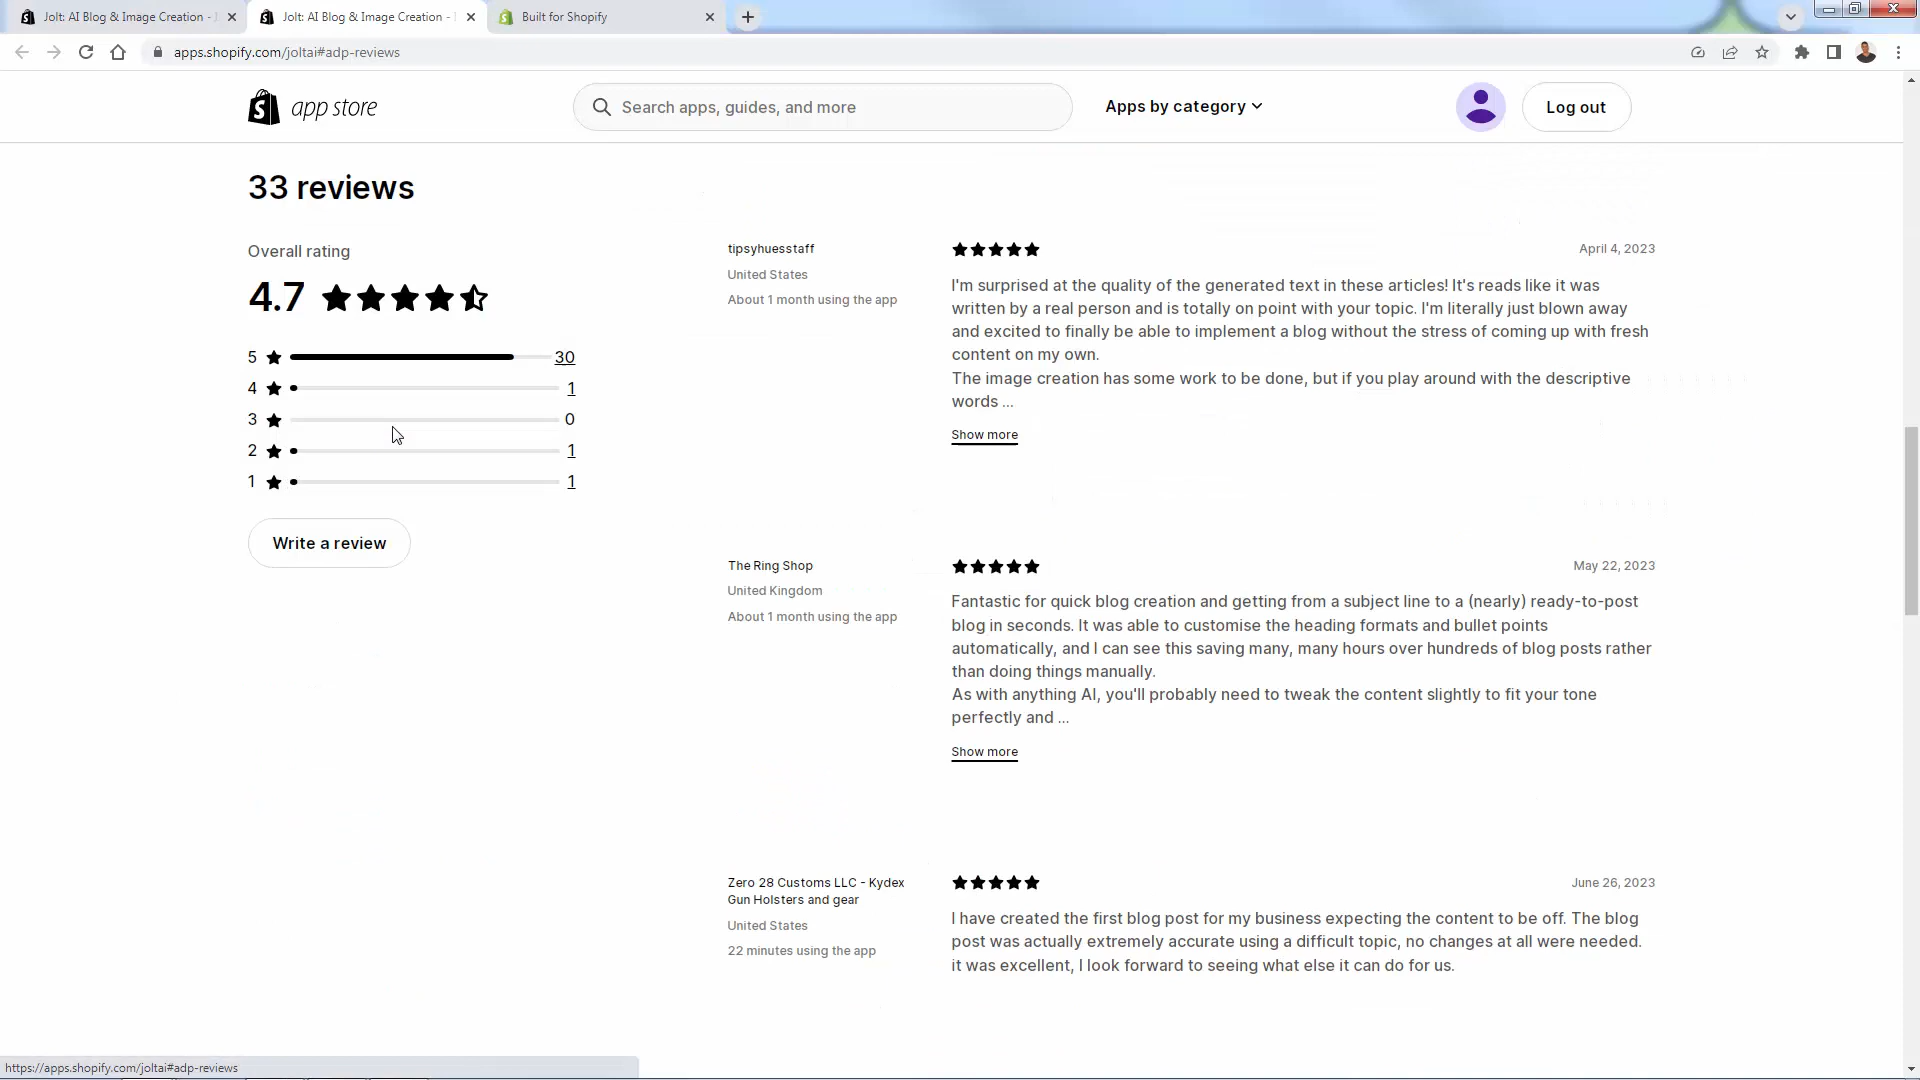 Jolt: AI Blog & Image Creation -
Jolt: AI Blog & Image Creation -
Built for Shopify
apps.shopify.com/joltai#adp-reviews
app store
Search apps, guides, and more
Apps by category
Log out
33 reviews
Overall rating
4.7
5 30
4 1
3 0
2 1
1 1
Write a review
tipsyhuesstaff
United States
About 1 month using the app
April 4, 2023
I'm surprised at the quality of the generated text in these articles! It's reads like it was
written by a real person and is totally on point with your topic. I'm literally just blown away
and excited to finally be able to implement a blog without the stress of coming up with fresh
content on my own.
The image creation has some work to be done, but if you play around with the descriptive
words ...
Show more
The Ring Shop
United Kingdom
About 1 month using the app
May 22, 2023
Fantastic for quick blog creation and getting from a subject line to a (nearly) ready-to-post
blog in seconds. It was able to customise the heading formats and bullet points
automatically, and I can see this saving many, many hours over hundreds of blog posts rather
than doing things manually.
As with anything AI, you'll probably need to tweak the content slightly to fit your tone
perfectly and ...
Show more
Zero 28 Customs LLC - Kydex
Gun Holsters and gear
United States
22 minutes using the app
June 26, 2023
I have created the first blog post for my business expecting the content to be off. The blog
post was actually extremely accurate using a difficult topic, no changes at all were needed.
it was excellent, I look forward to seeing what else it can do for us.
https://apps.shopify.com/joltai#adp-reviews